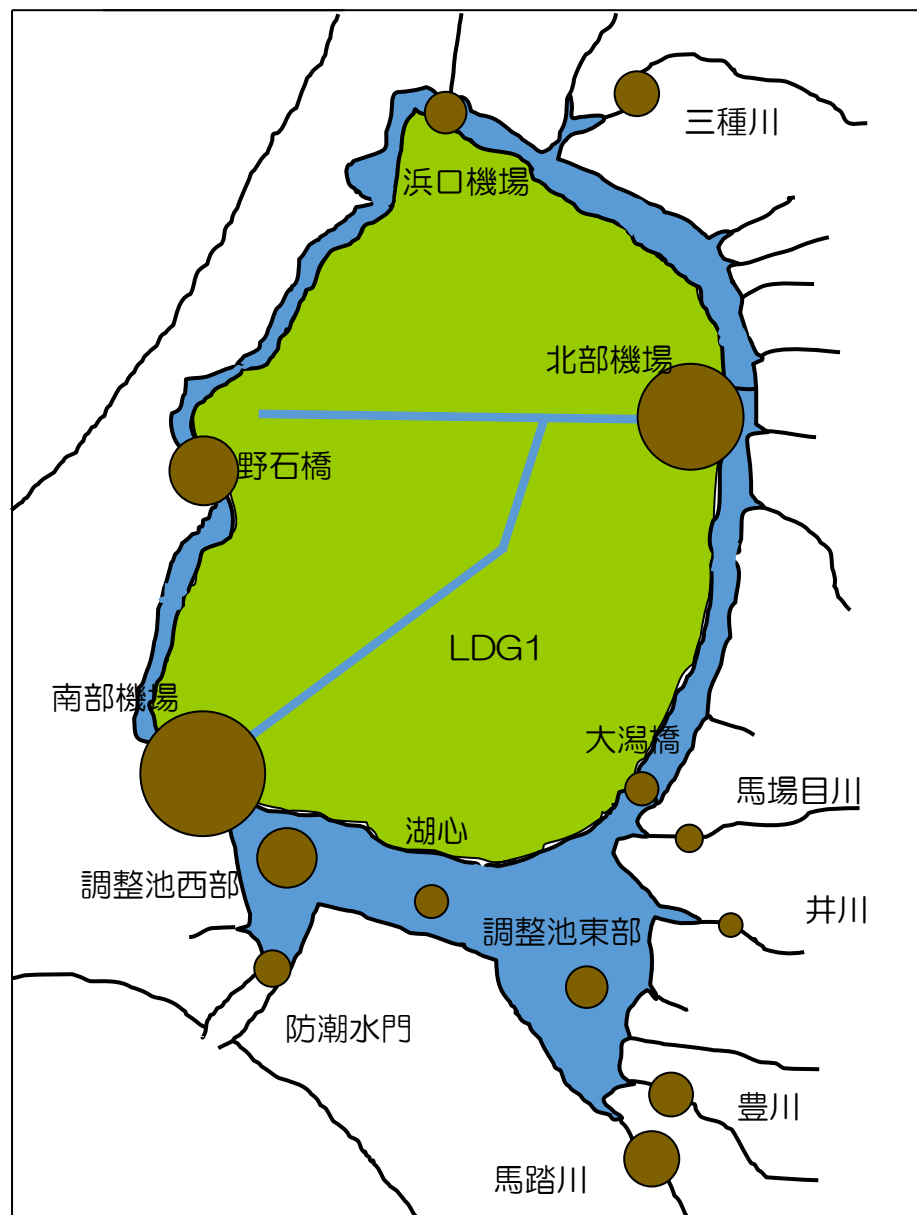 三種川
浜口機場
北部機場
野石橋
LDG1
南部機場
大潟橋
馬場目川
湖心
調整池西部
井川
調整池東部
防潮水門
豊川
馬踏川